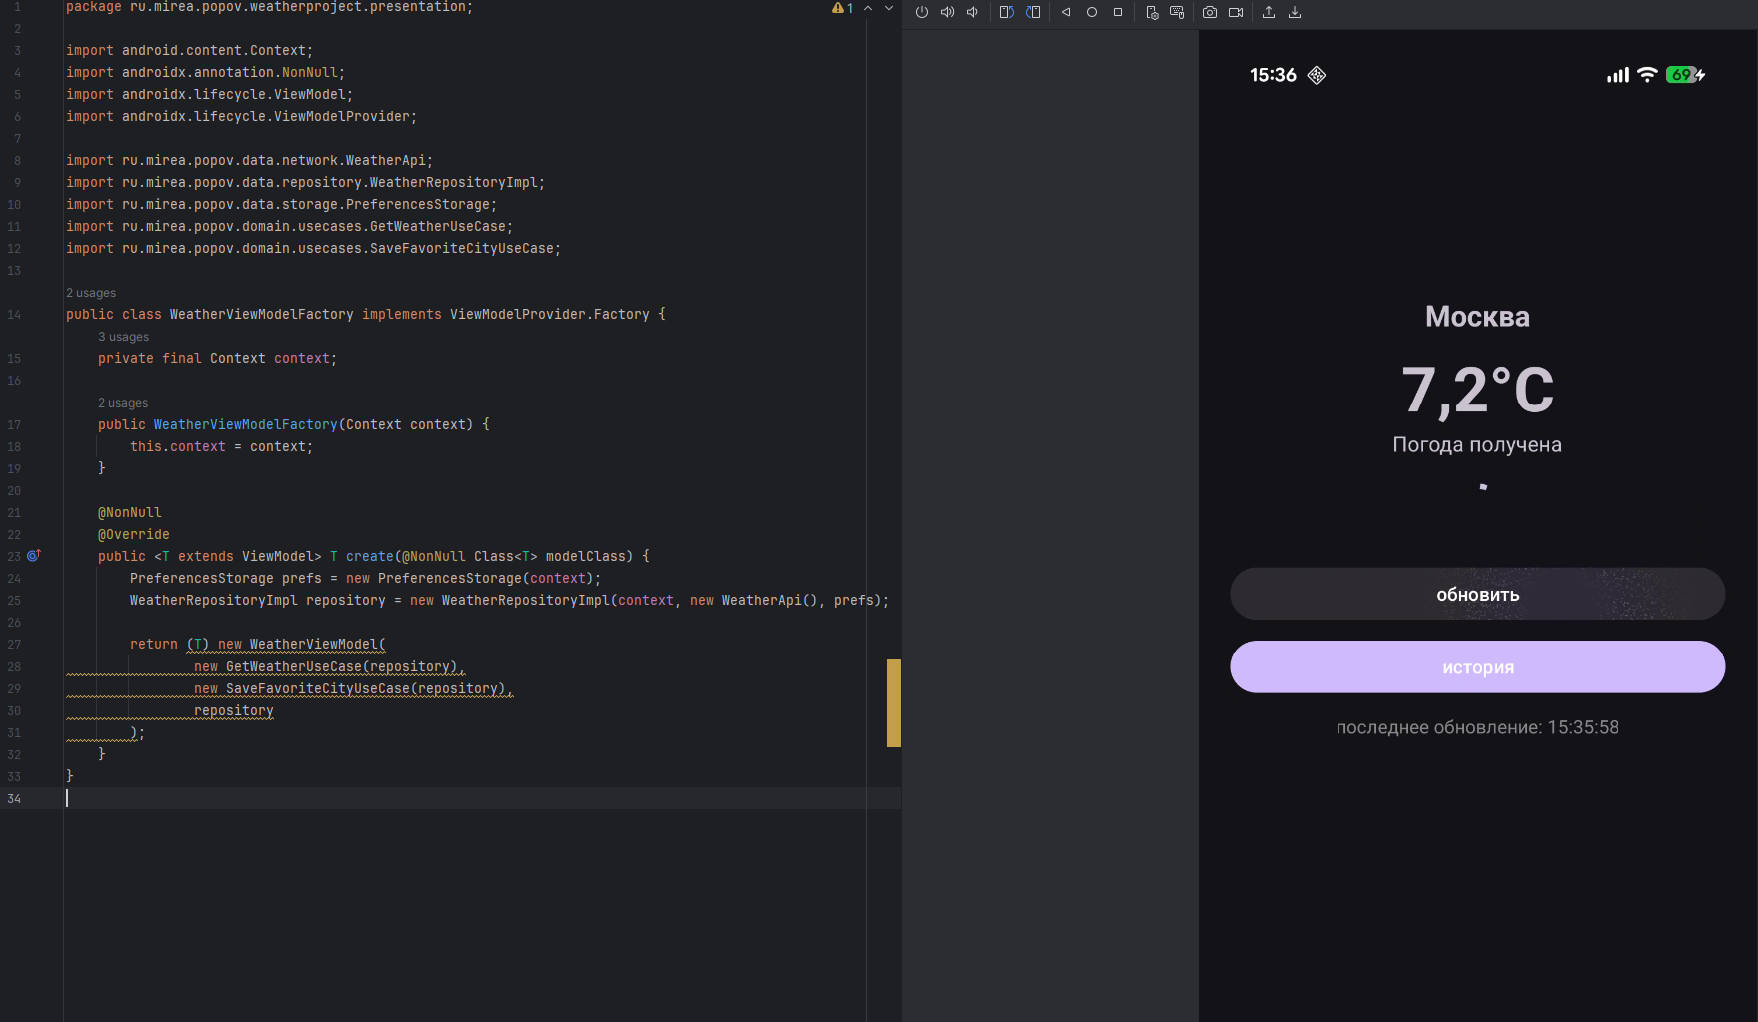 1 package ru.mirea.popov.weatherproject.presentation;
1
2
3 import android.content.Context;
4 import androidx.annotation.NonNull;
5 import androidx.lifecycle.ViewModel;
6 import androidx.lifecycle.ViewModelProvider;
7
8 import ru.mirea.popov.data.network.WeatherApi;
9 import ru.mirea.popov.data.repository.WeatherRepositoryImpl;
10 import ru.mirea.popov.data.storage.PreferencesStorage;
11 import ru.mirea.popov.domain.usecases.GetWeatherUseCase;
12 import ru.mirea.popov.domain.usecases.SaveFavoriteCityUseCase;
13
2 usages
14 public class WeatherViewModelFactory implements ViewModelProvider.Factory {
3 usages
15 private final Context context;
16
2 usages
17 public WeatherViewModelFactory(Context context) {
18 this.context = context;
19 }
20
21 @NonNull
22 @Override
23 public <T extends ViewModel> T create(@NonNull Class<T> modelClass) {
24 PreferencesStorage prefs = new PreferencesStorage(context);
25 WeatherRepositoryImpl repository = new WeatherRepositoryImpl(context, new WeatherApi(), prefs);
26
27 return (T) new WeatherViewModel(
28 new GetWeatherUseCase(repository),
29 new SaveFavoriteCityUseCase(repository),
30 repository
31 );
32 }
33 }
34
15:36
69
Москва
7,2°C
Погода получена
обновить
история
последнее обновление: 15:35:58